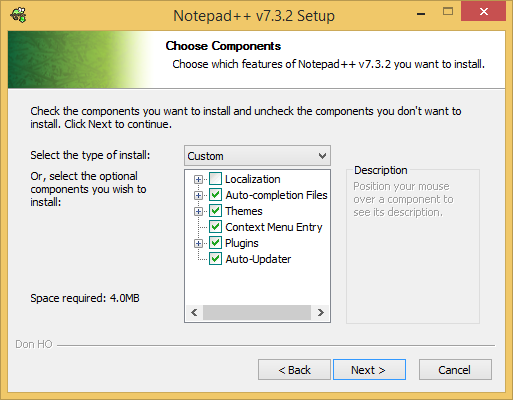 Notepad++ v7.3.2 Setup
Choose Components
Choose which features of Notepad++ v7.3.2 you want to install.
Check the components you want to install and uncheck the components you don't want to
install. Click Next to continue.
Select the type of install:
Custom
Or, select the optional
components you wish to
install:
Localization
Auto-completion Files
Themes
Context Menu Entry
Plugins
Auto-Updater
Description
Position your mouse
over a component to
see its description.
Space required: 4.0MB
Don HO
< Back
Next >
Cancel